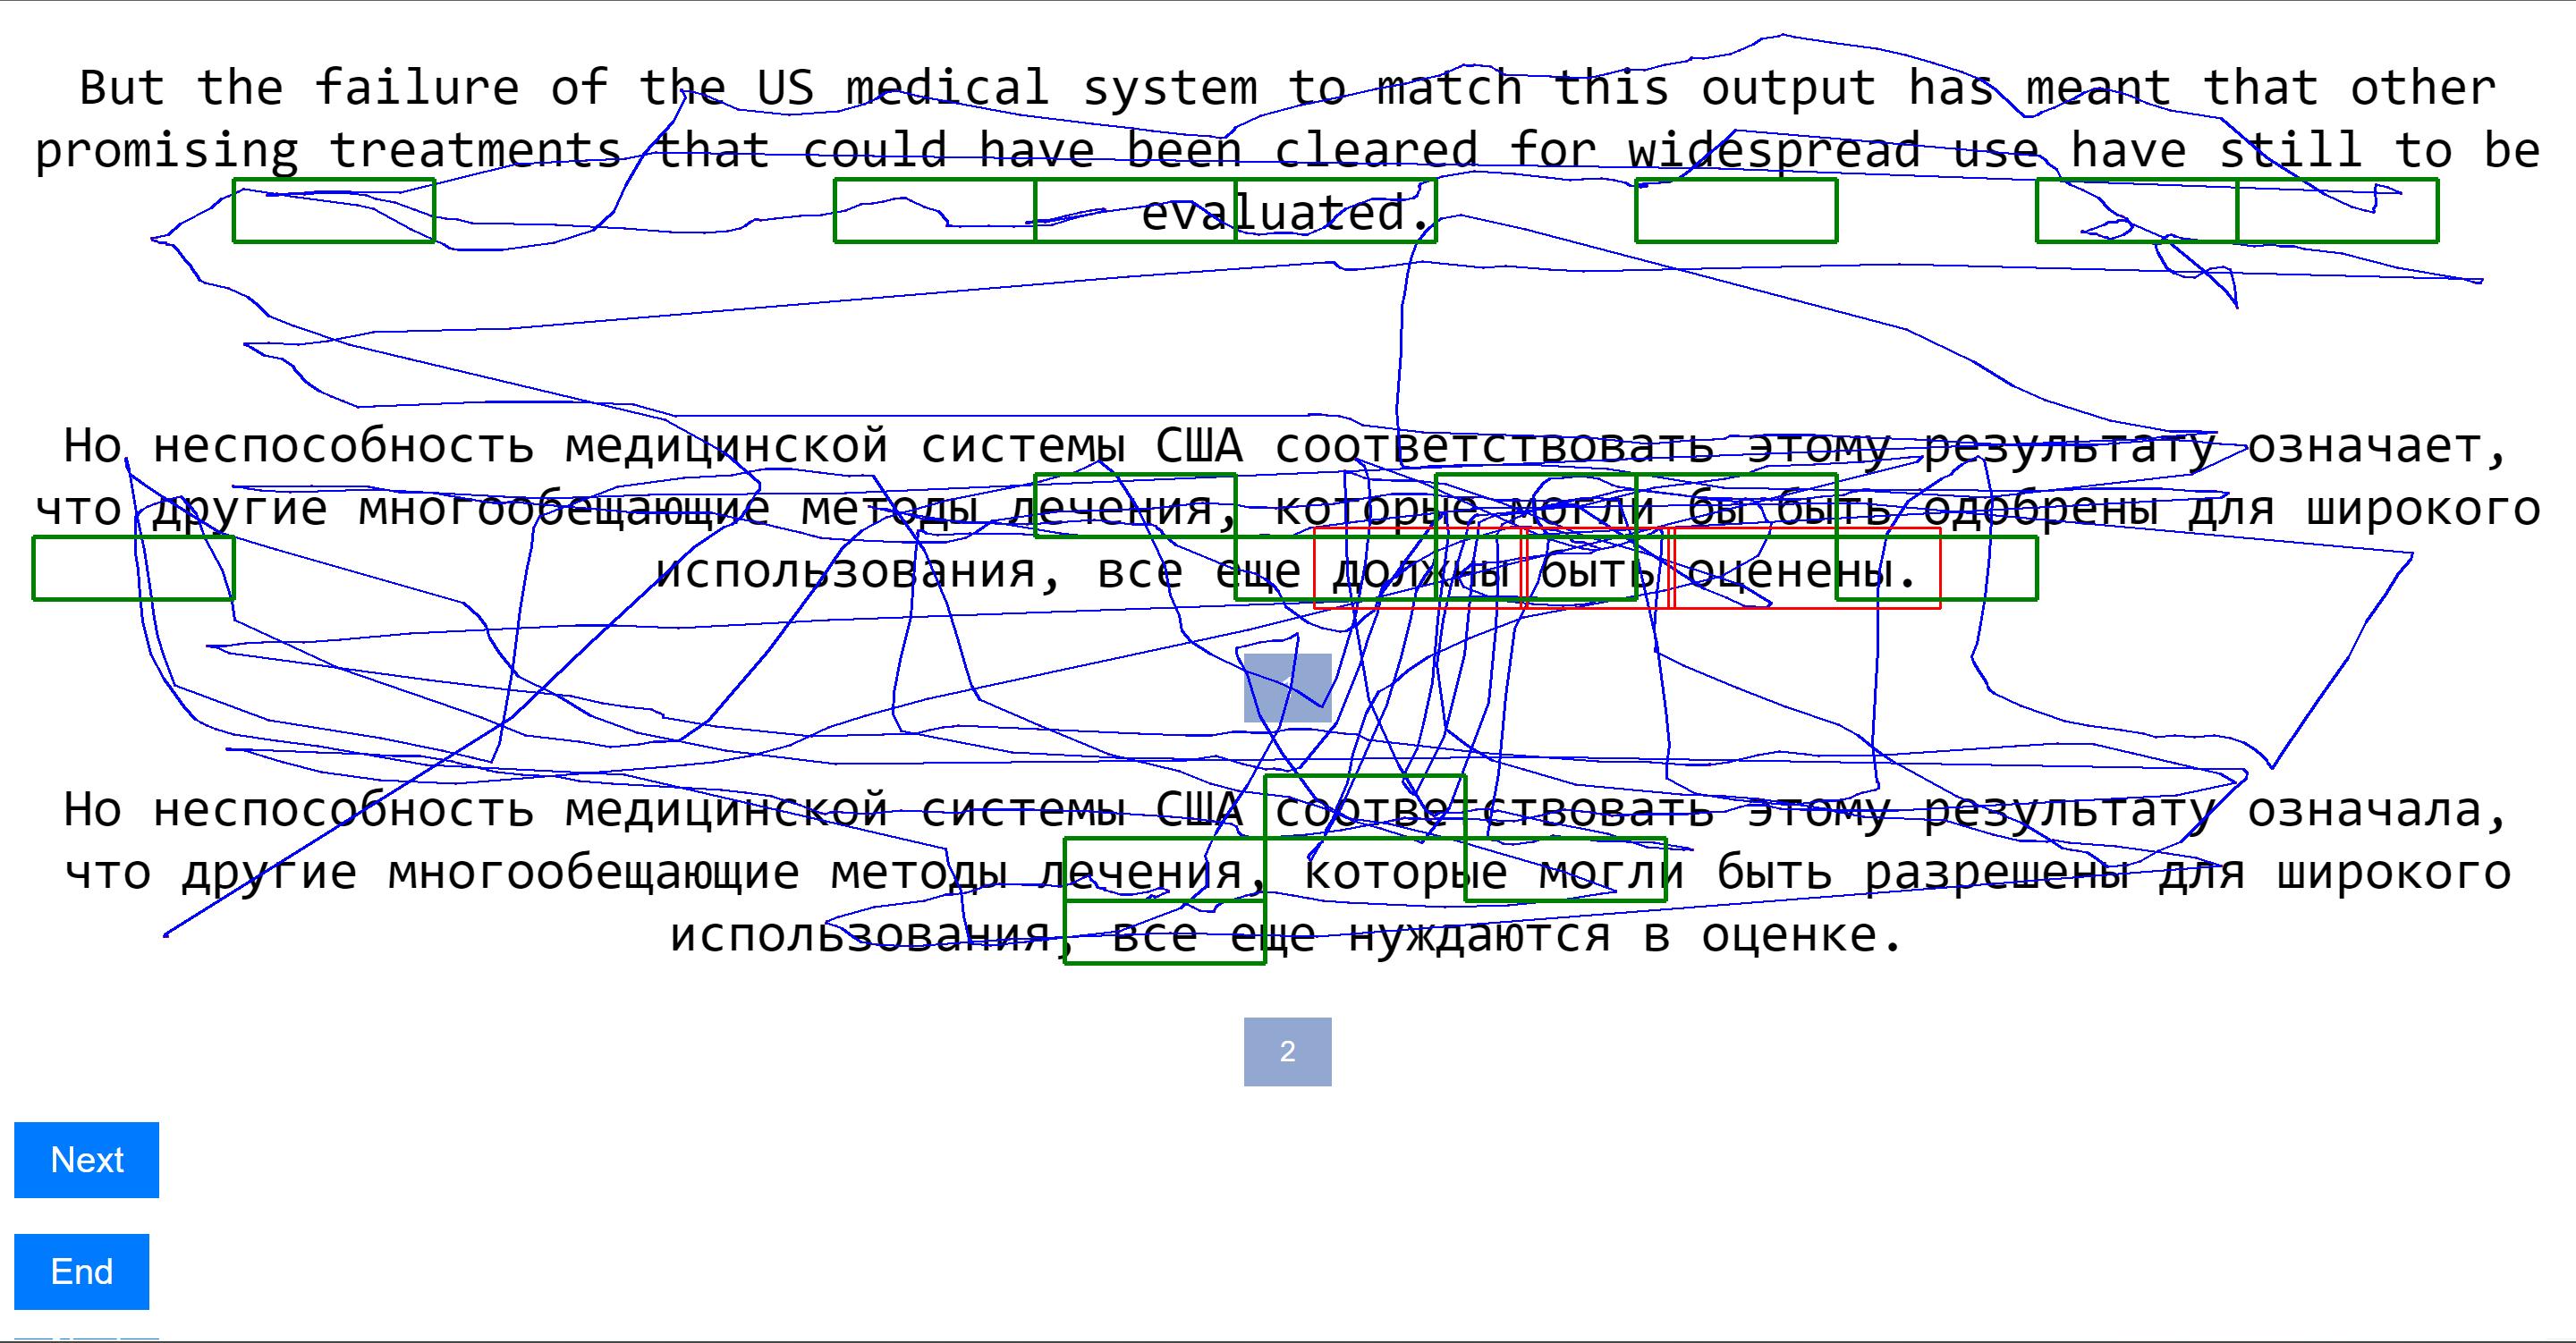 But the failure of the US medical system to match this output has meant that other
promising treatments that could have been cleared for widespread use have still to be
evaluated.
Но неспособность медицинской системы США соответствовать этому результату означает,
что другие многообещающие методы лечения, которые могли бы быть одобрены для широкого
использования, все еще должны быть оценены.
Но неспособность медицинской системы США соответствовать этому результату означала,
что другие многообещающие методы лечения, которые могли быть разрешены для широкого
использования, все еще нуждаются в оценке.
2
Next
End